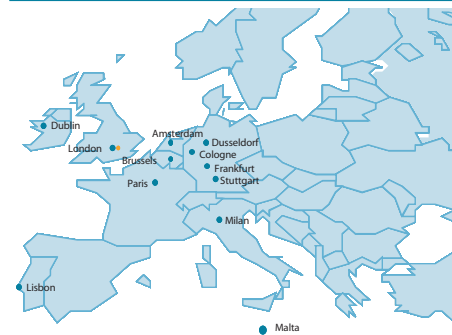 Dublin
London
Amsterdam
Brussels
Dusseldorf
Cologne
Frankfurt
Stuttgart
Paris
Milan
Lisbon
Malta